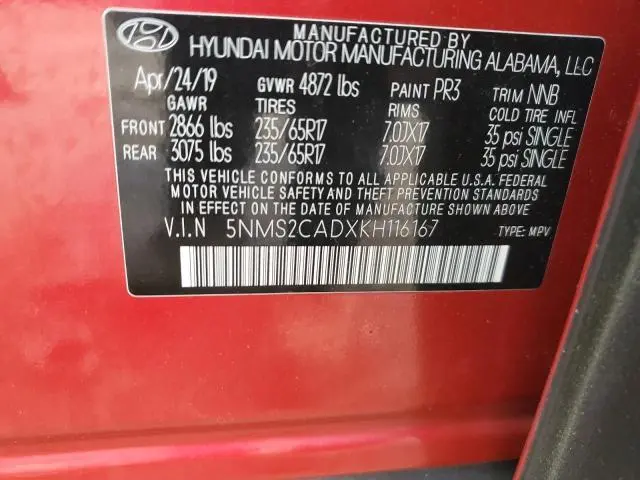 MANUFACTURED BY
HYUNDAI MOTOR MANUFACTURING ALABAMA, LLC
Apr/24/19 GVWR 4872 lbs PAINT PR3 TRIM NNB
GAWR TIRES RIMS COLD TIRE INFL
FRONT 2866 lbs 235/65R17 7.0JX17 35 psi SINGLE
REAR 3075 lbs 235/65R17 7.0JX17 35 psi SINGLE
THIS VEHICLE CONFORMS TO ALL APPLICABLE U.S.A. FEDERAL
MOTOR VEHICLE SAFETY AND THEFT PREVENTION STANDARDS
IN EFFECT ON THE DATE OF MANUFACTURE SHOWN ABOVE.
V.I.N 5NMS2CADXKH116167 TYPE: MPV